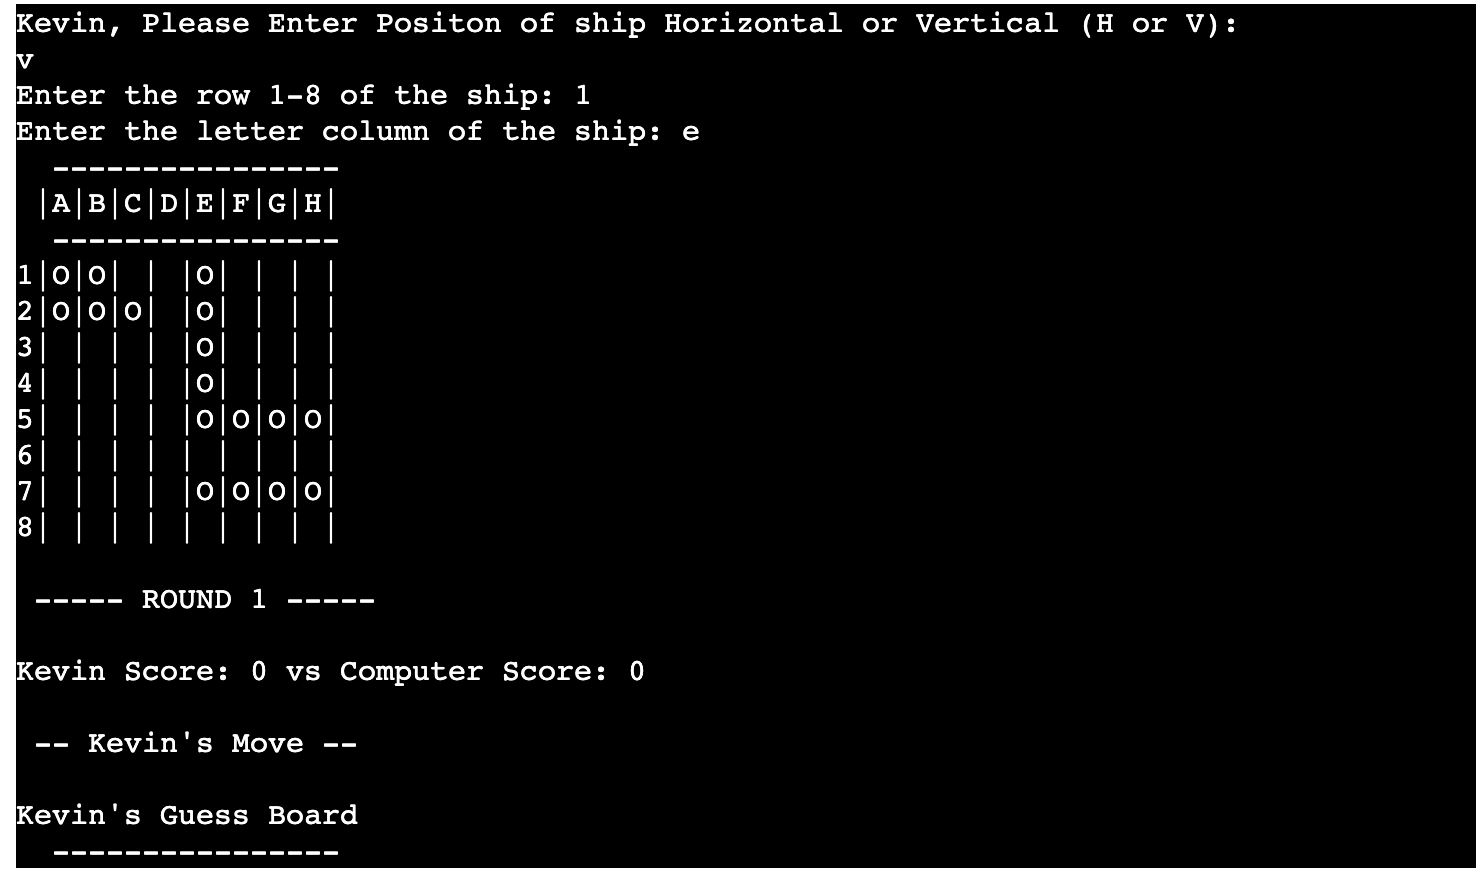 Kevin, Please Enter Positon of ship Horizontal or Vertical (H or V):
v
Enter the row 1-8 of the ship: 1
Enter the letter column of the ship: e
  ----------------
 |A|B|C|D|E|F|G|H|
  ----------------
1|O|O| | |O| | | |
2|O|O|O| |O| | | |
3| | | | |O| | | |
4| | | | |O| | | |
5| | | | |O|O|O|O|
6| | | | | | | | |
7| | | | |O|O|O|O|
8| | | | | | | | |
 ----- ROUND 1 -----
Kevin Score: 0 vs Computer Score: 0
 -- Kevin's Move --
Kevin's Guess Board
  ----------------